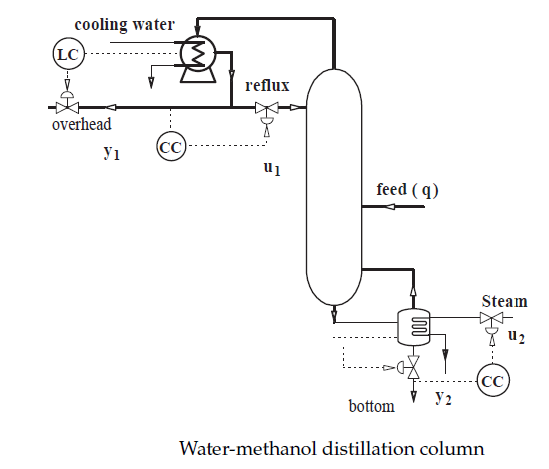 cooling water
LC
reflux
overhead
y1
CC
u1
feed ( q)
Steam
u2
CC
y2
bottom
Water-methanol distillation column